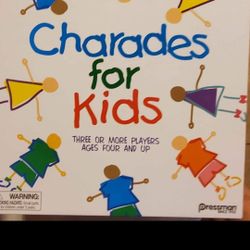 Charades
for
Kids
THREE OR MORE PLAYERS
AGES FOUR AND UP
WARNING:
Pressman